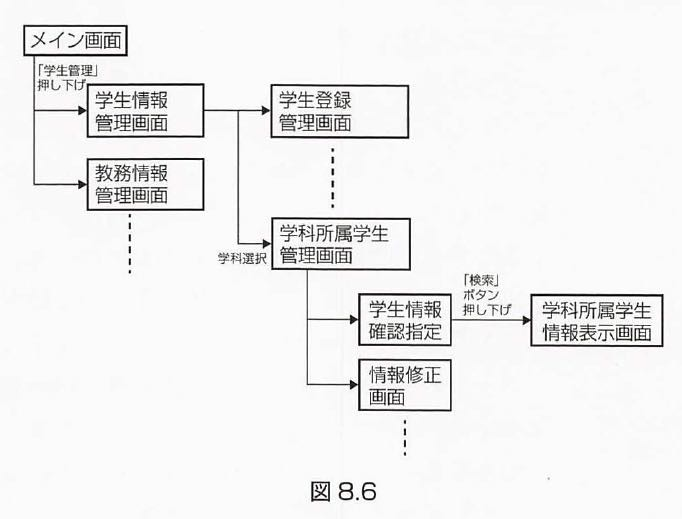 メイン画面
「学生管理」
押し下げ
学生情報
管理画面
学生登録
管理画面
教務情報
管理画面
学科選択
学科所属学生
管理画面
学生情報
確認指定
「検索」
ボタン
押し下げ
学科所属学生
情報表示画面
情報修正
画面
図 8.6